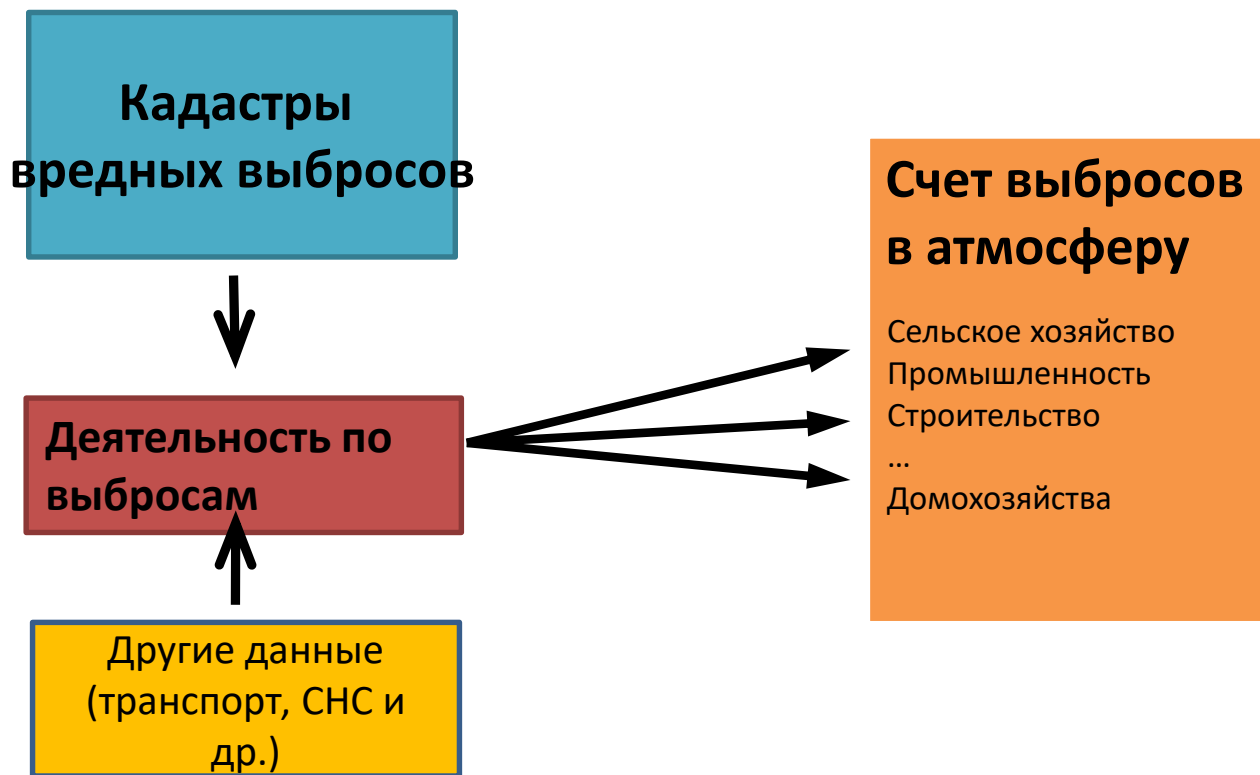 Кадастры
вредных выбросов
Деятельность по
выбросам
Другие данные
(транспорт, СНС и
др.)
Счет выбросов
в атмосферу
Сельское хозяйство
Промышленность
Строительство
...
Домохозяйства